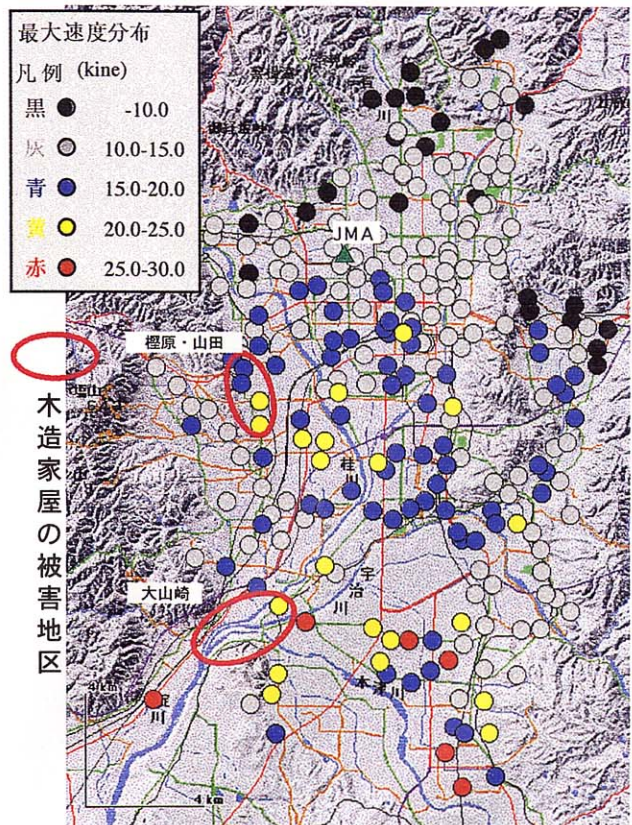 最大速度分布
凡例 (kine)
黒 -10.0
灰 10.0-15.0
青 15.0-20.0
黄 20.0-25.0
赤 25.0-30.0
JMA
樫原・山田
木造家屋の被害地区
桂川
大山崎
宇治川
木津川
淀川
4 km
4 km